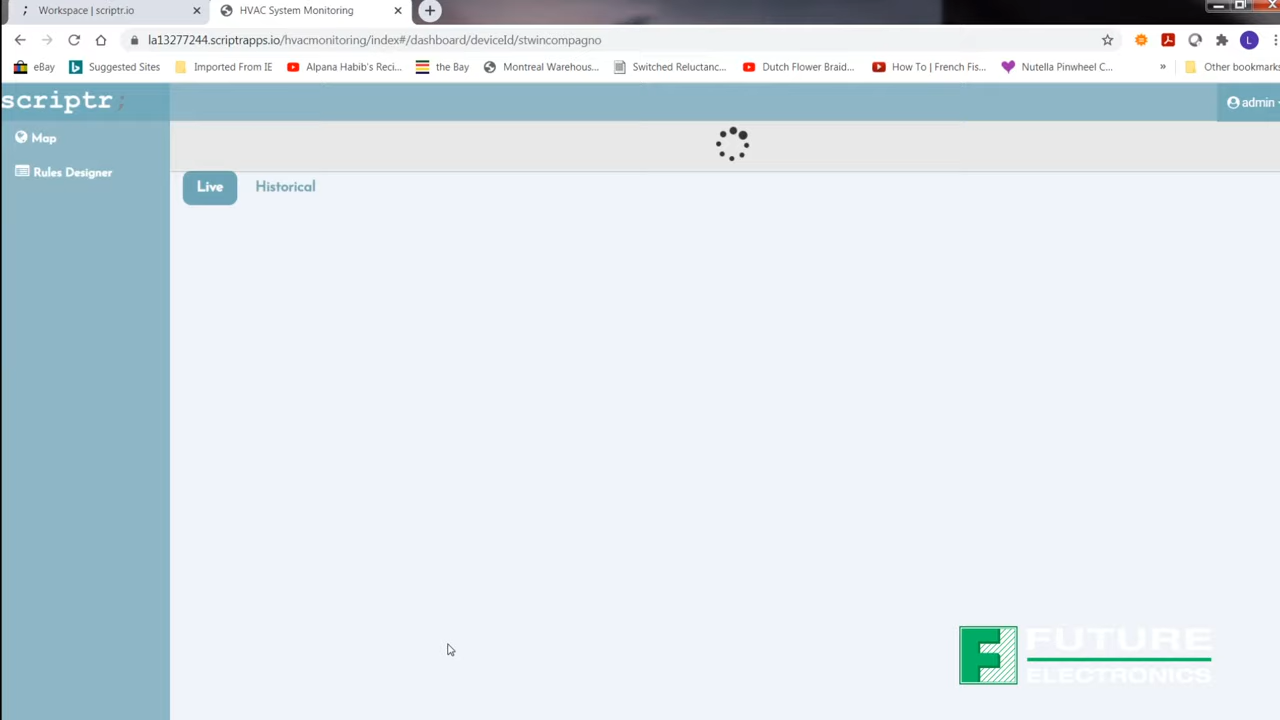 Workspace | scriptr.io
HVAC System Monitoring
la13277244.scriptrapps.io/hvacmonitoring/index#/dashboard/deviceId/stwincompagno
L
eBay
Suggested Sites
Imported From IE
Alpana Habib's Reci...
the Bay
Montreal Warehous...
Switched Reluctanc...
Dutch Flower Braid...
How To | French Fis...
Nutella Pinwheel C...
»
Other bookmarks
scriptr;
admin
Map
Rules Designer
Live
Historical
FUTURE
ELECTRONICS